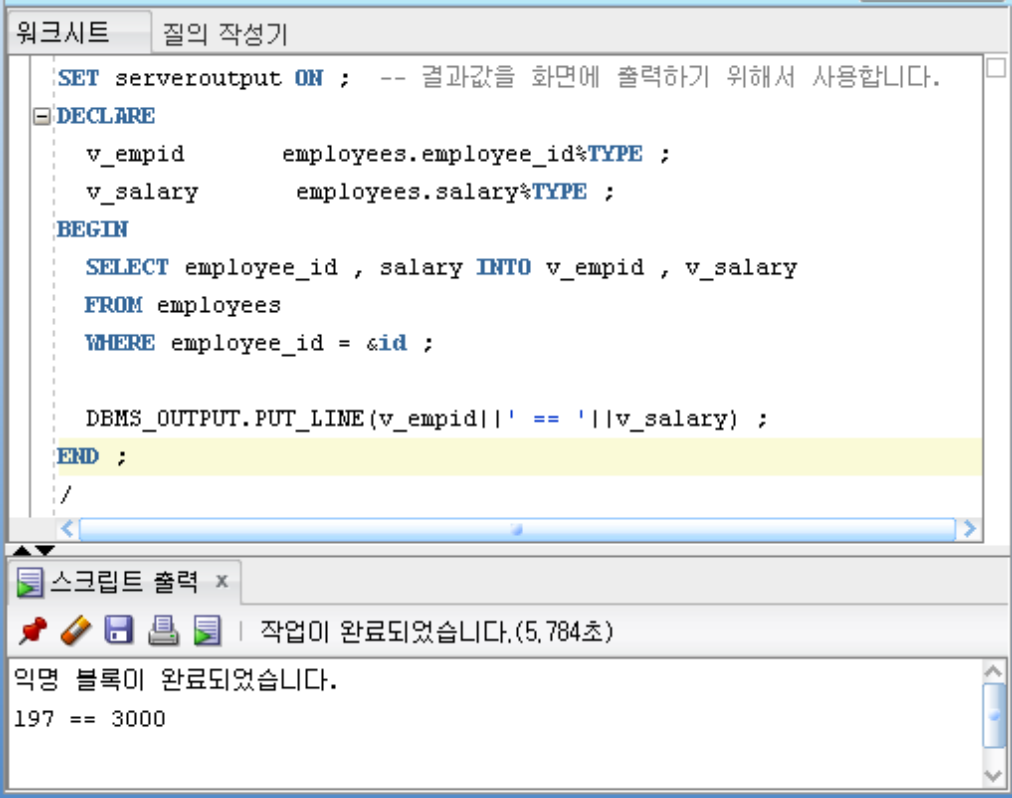 워크시트 질의 작성기
SET serveroutput ON ; -- 결과값을 화면에 출력하기 위해서 사용합니다.
DECLARE
v_empid employees.employee_id%TYPE ;
v_salary employees.salary%TYPE ;
BEGIN
SELECT employee_id , salary INTO v_empid , v_salary
FROM employees
WHERE employee_id = &id ;
DBMS_OUTPUT.PUT_LINE(v_empid||' == '||v_salary) ;
END ;
/
스크립트 출력 x
작업이 완료되었습니다.(5,784초)
익명 블록이 완료되었습니다.
197 == 3000